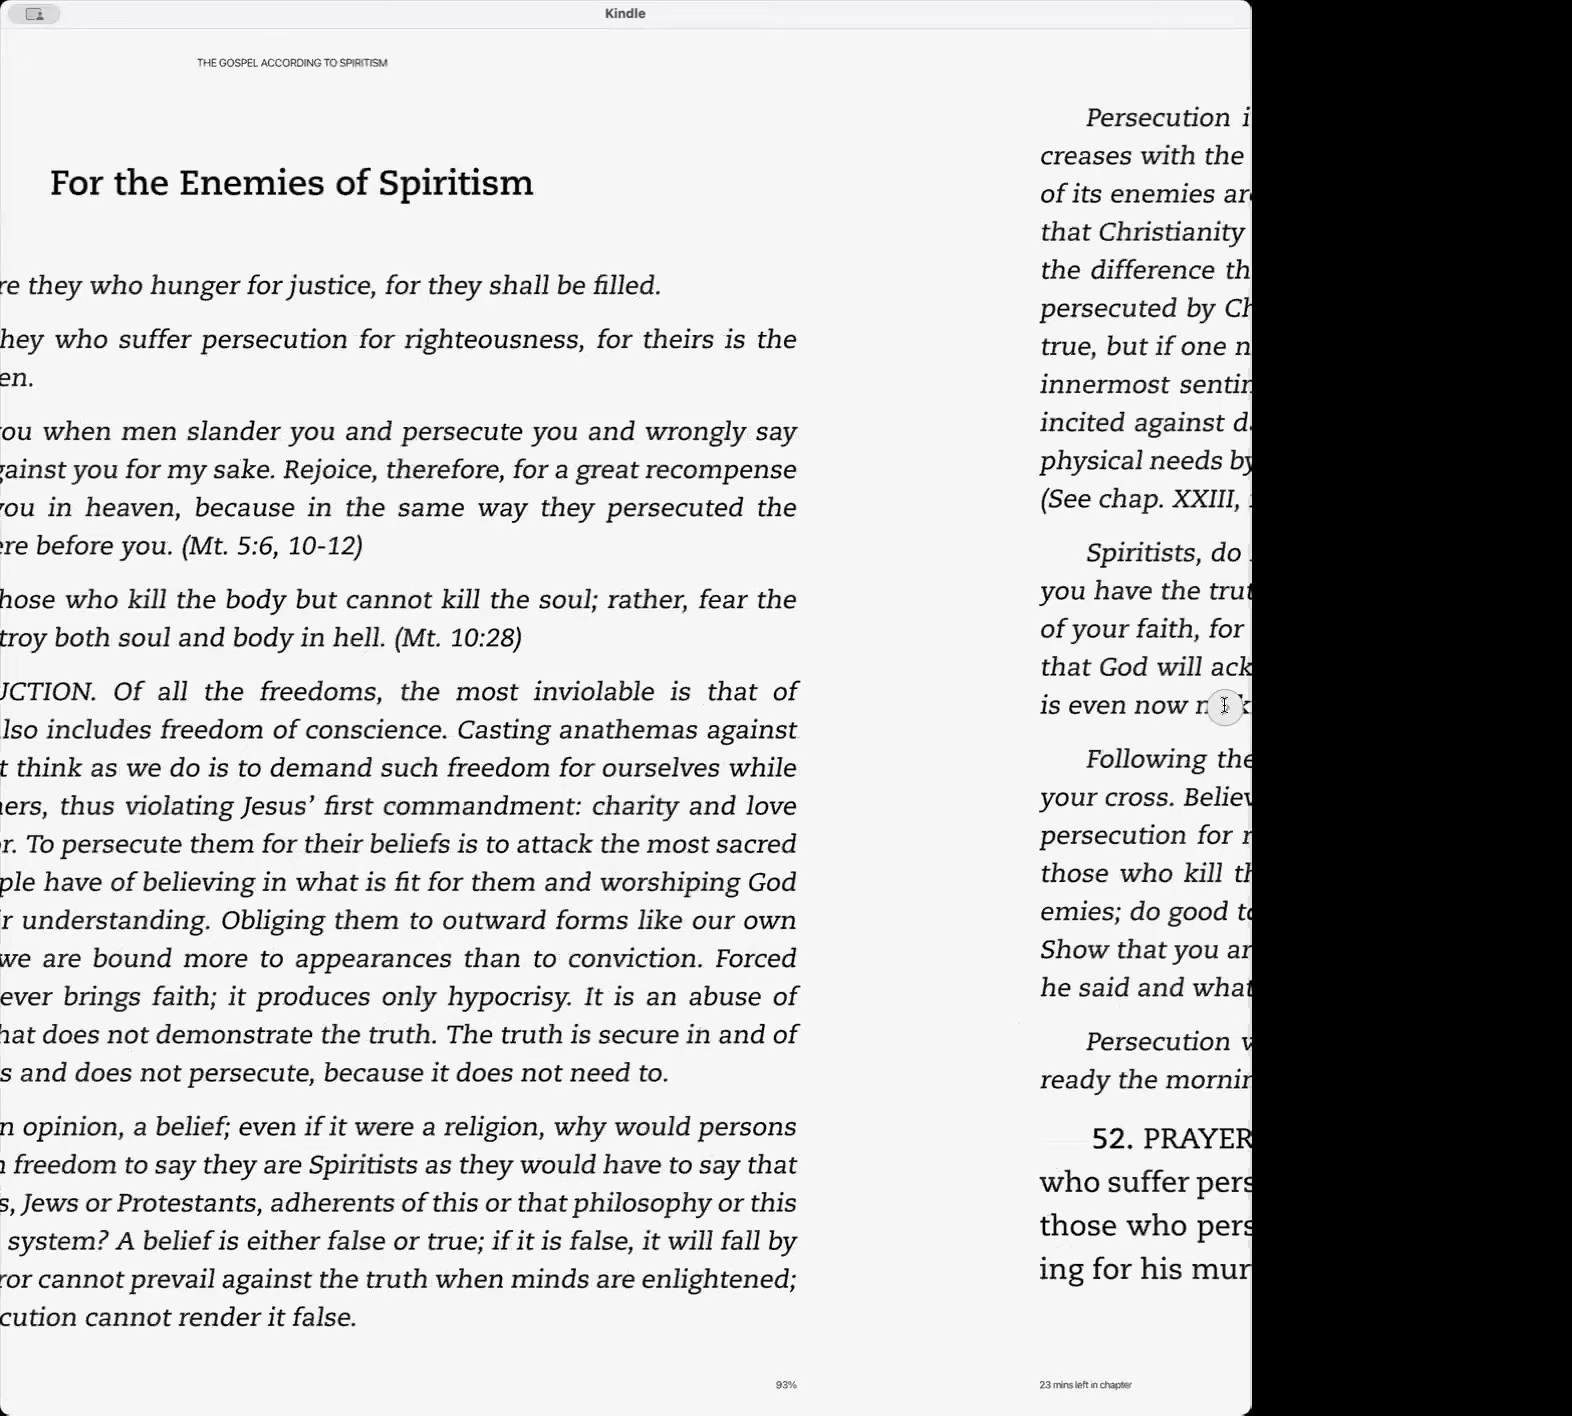 Kindle
THE GOSPEL ACCORDING TO SPIRITISM
For the Enemies of Spiritism
re they who hunger for justice, for they shall be filled.
hey who suffer persecution for righteousness, for theirs is the
en.
ou when men slander you and persecute you and wrongly say
gainst you for my sake. Rejoice, therefore, for a great recompense
you in heaven, because in the same way they persecuted the
ere before you. (Mt. 5:6, 10-12)
hose who kill the body but cannot kill the soul; rather, fear the
troy both soul and body in hell. (Mt. 10:28)
UCTION. Of all the freedoms, the most inviolable is that of
lso includes freedom of conscience. Casting anathemas against
t think as we do is to demand such freedom for ourselves while
ers, thus violating Jesus’ first commandment: charity and love
r. To persecute them for their beliefs is to attack the most sacred
ple have of believing in what is fit for them and worshiping God
r understanding. Obliging them to outward forms like our own
we are bound more to appearances than to conviction. Forced
ever brings faith; it produces only hypocrisy. It is an abuse of
hat does not demonstrate the truth. The truth is secure in and of
s and does not persecute, because it does not need to.
n opinion, a belief; even if it were a religion, why would persons
freedom to say they are Spiritists as they would have to say that
s, Jews or Protestants, adherents of this or that philosophy or this
system? A belief is either false or true; if it is false, it will fall by
ror cannot prevail against the truth when minds are enlightened;
cution cannot render it false.
93%
Persecution i
creases with the
of its enemies ar
that Christianity
the difference th
persecuted by Ch
true, but if one n
innermost sentin
incited against d
physical needs by
(See chap. XXIII,
Spiritists, do
you have the trut
of your faith, for
that God will ack
is even now
Following the
your cross. Believ
persecution for
those who kill th
emies; do good to
Show that you ar
he said and what
Persecution
ready the mornin
52. PRAYER
who suffer pers
those who pers
ing for his mur
23 mins left in chapter